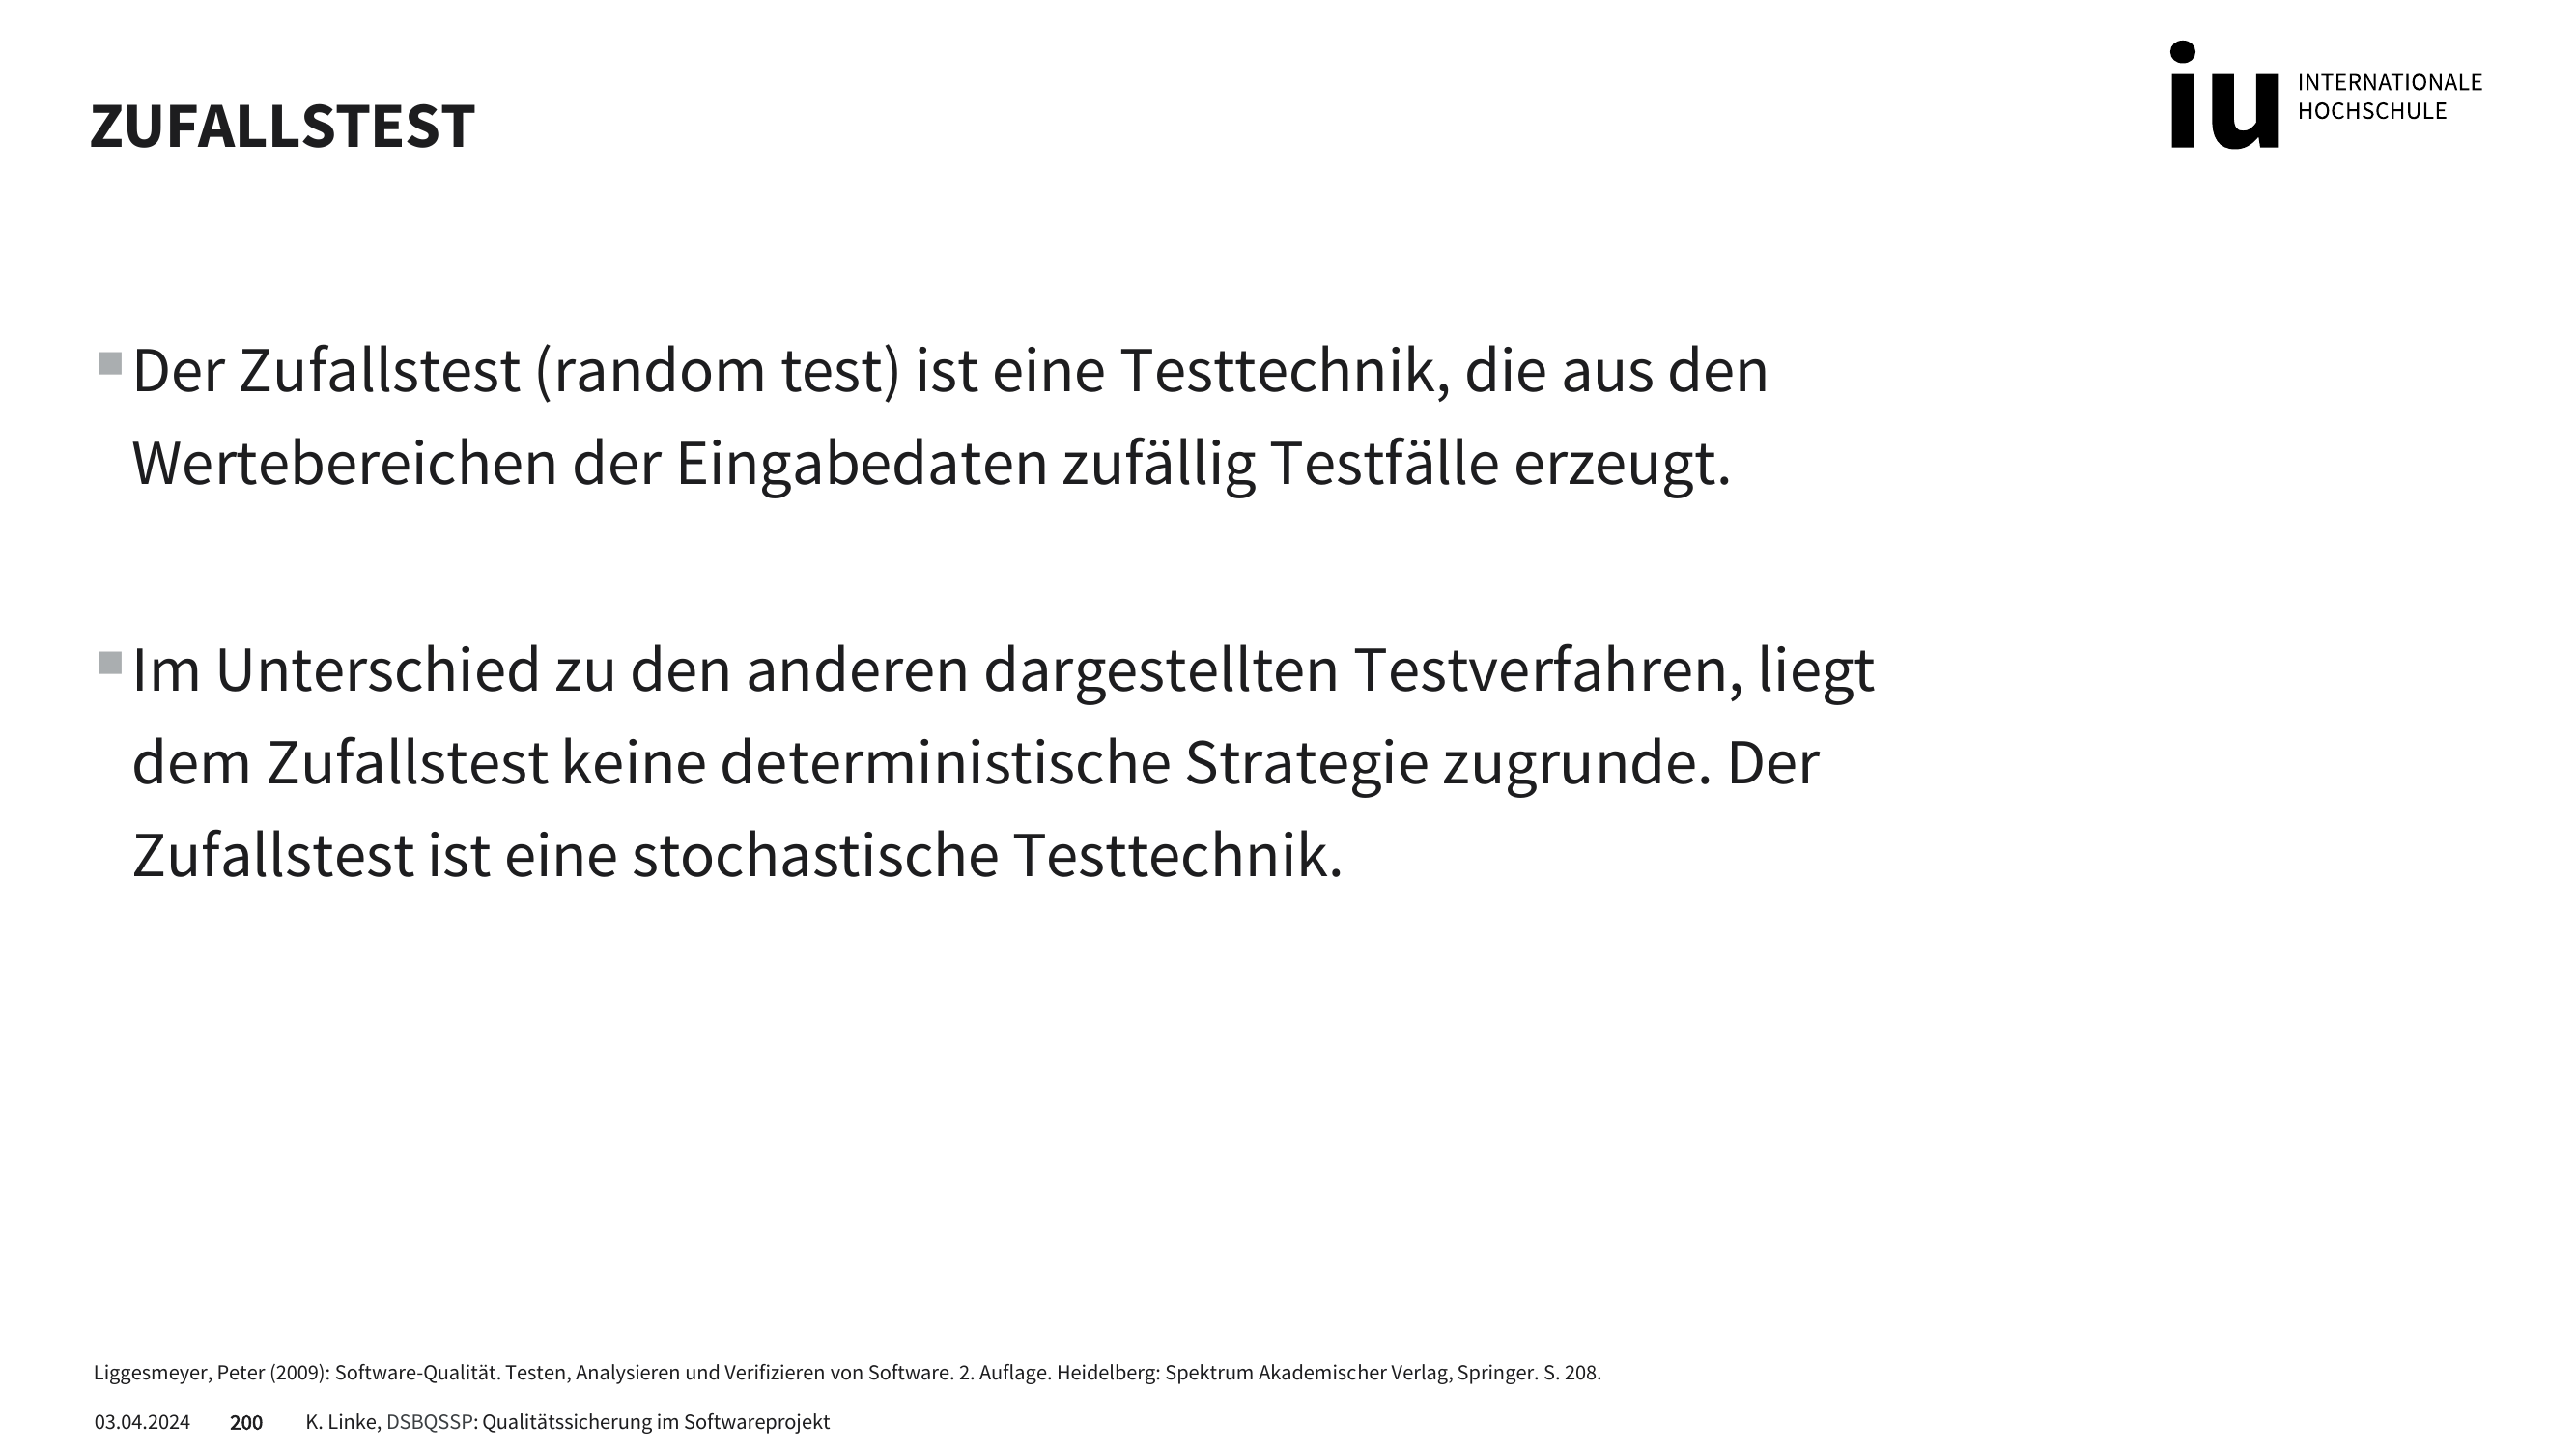 ZUFALLSTEST
iu INTERNATIONALE
HOCHSCHULE
Der Zufallstest (random test) ist eine Testtechnik, die aus den
Wertebereichen der Eingabedaten zufällig Testfälle erzeugt.
Im Unterschied zu den anderen dargestellten Testverfahren, liegt
dem Zufallstest keine deterministische Strategie zugrunde. Der
Zufallstest ist eine stochastische Testtechnik.
Liggesmeyer, Peter (2009): Software-Qualität. Testen, Analysieren und Verifizieren von Software. 2. Auflage. Heidelberg: Spektrum Akademischer Verlag, Springer. S. 208.
03.04.2024 200 K. Linke, DSBQSSP: Qualitätssicherung im Softwareprojekt